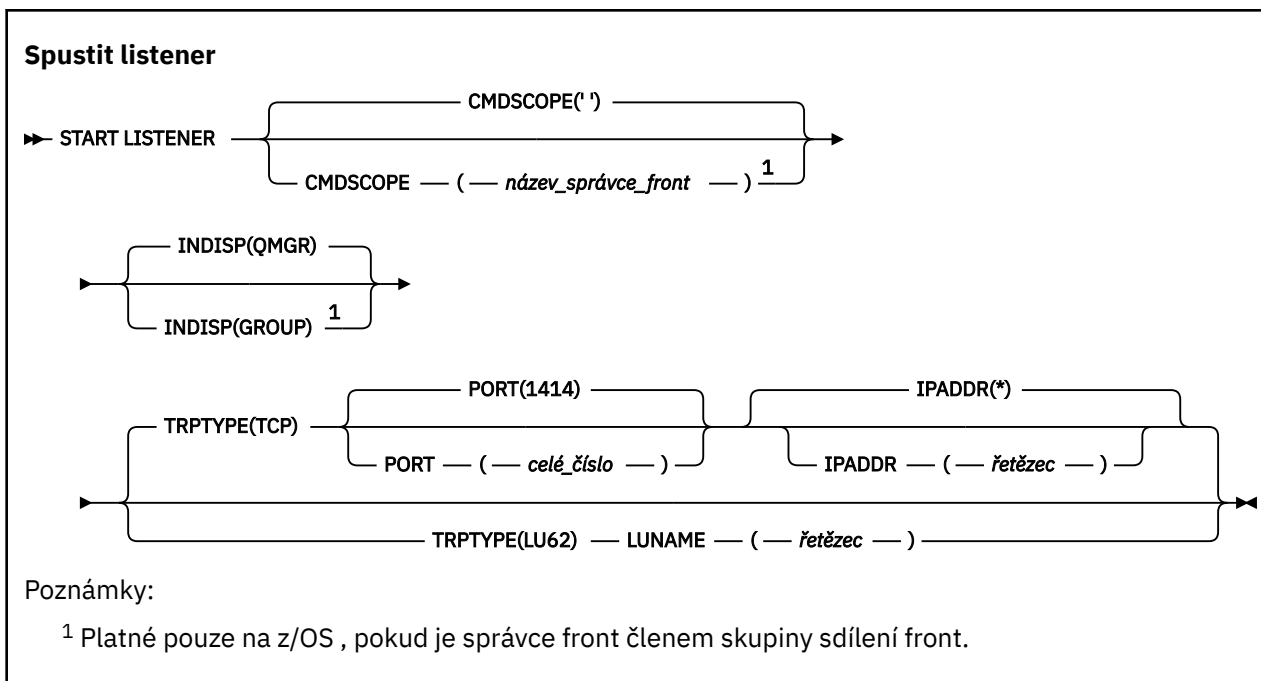 Spustit listener
CMDSCOPE(' ')
START LISTENER
CMDSCOPE ( název_správce_front ) 1
INDISP(QMGR)
INDISP(GROUP) 1
PORT(1414) IPADDR(*)
TRPTYPE(TCP)
PORT ( celé_číslo ) IPADDR ( řetězec )
TRPTYPE(LU62) LUNAME ( řetězec )
Poznámky:
1 Platné pouze na z/OS , pokud je správce front členem skupiny sdílení front.